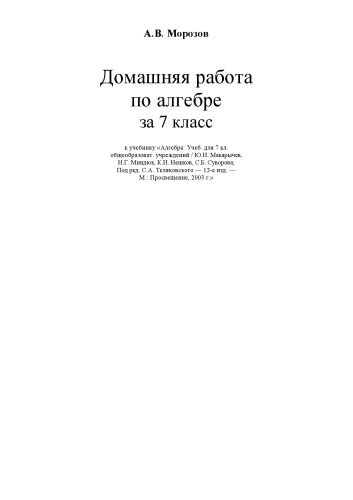 А.В. Морозов
Домашняя работа
по алгебре
за 7 класс
к учебнику «Алгебра: Учеб. для 7 кл.
общеобразоват. учреждений / Ю.Н. Макарычев,
Н.Г. Миндюк, К.И. Нешков, С.Б. Суворова;
Под ред. С.А. Теляковского — 12-е изд. —
М.: Просвещение, 2003 г.»